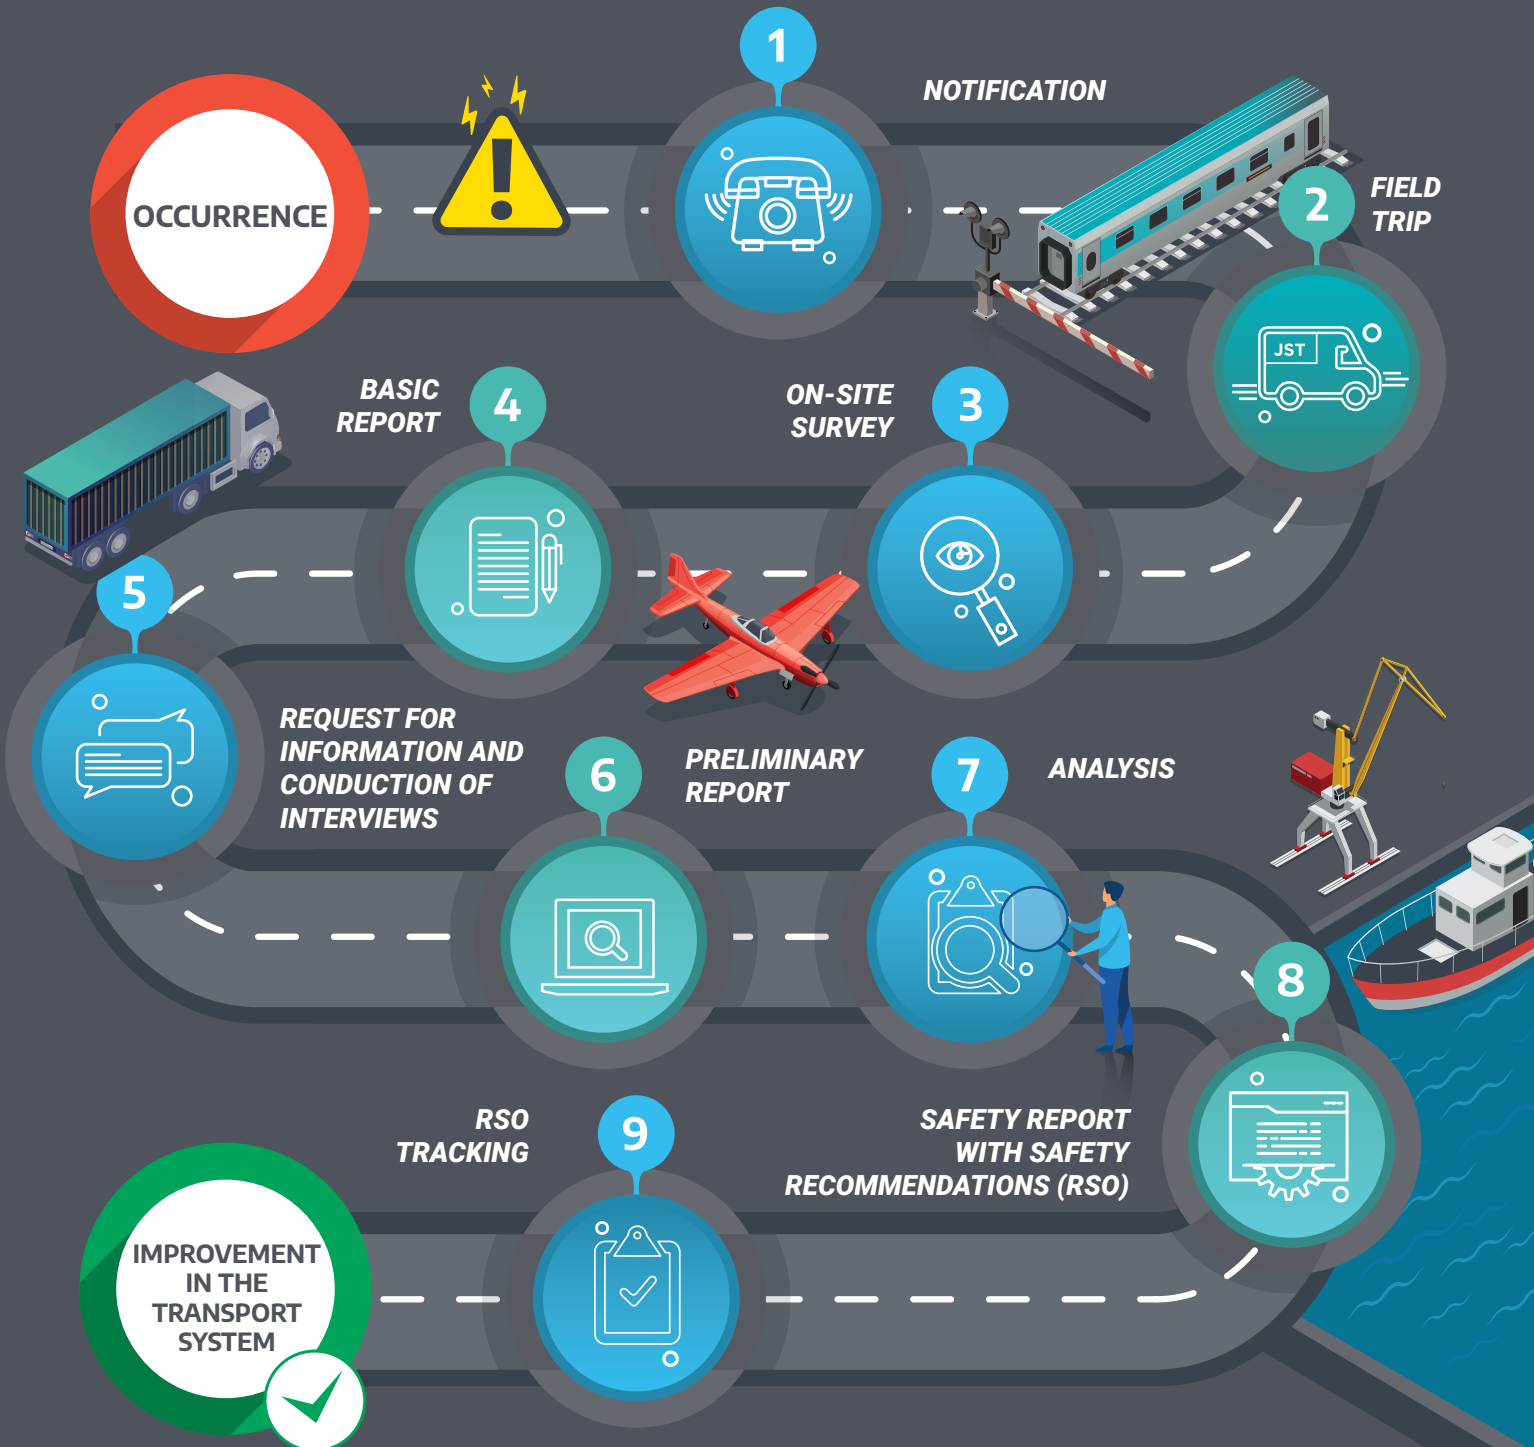 OCCURRENCE
1
NOTIFICATION
2
FIELD
TRIP
JST
3
ON-SITE
SURVEY
4
BASIC
REPORT
5
REQUEST FOR
INFORMATION AND
CONDUCTION OF
INTERVIEWS
6
PRELIMINARY
REPORT
7
ANALYSIS
8
SAFETY REPORT
WITH SAFETY
RECOMMENDATIONS (RSO)
9
RSO
TRACKING
IMPROVEMENT
IN THE
TRANSPORT
SYSTEM